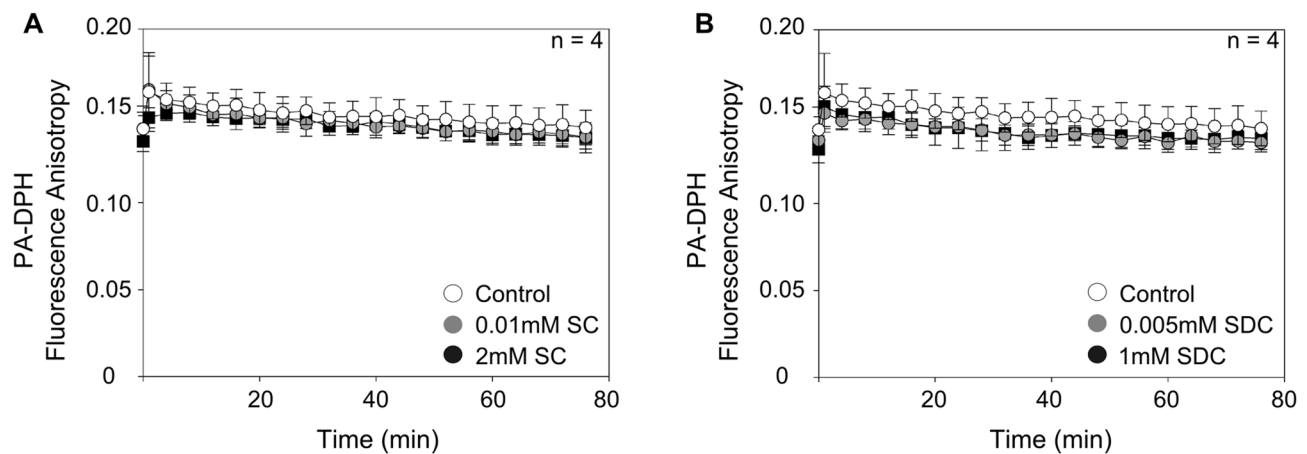 A
n = 4
PA-DPH
Fluorescence Anisotropy
0.20
0.15
0.10
0.05
0
Control
0.01mM SC
2mM SC
20
40
60
80
Time (min)
B
n = 4
PA-DPH
Fluorescence Anisotropy
0.20
0.15
0.10
0.05
0
Control
0.005mM SDC
1mM SDC
20
40
60
80
Time (min)